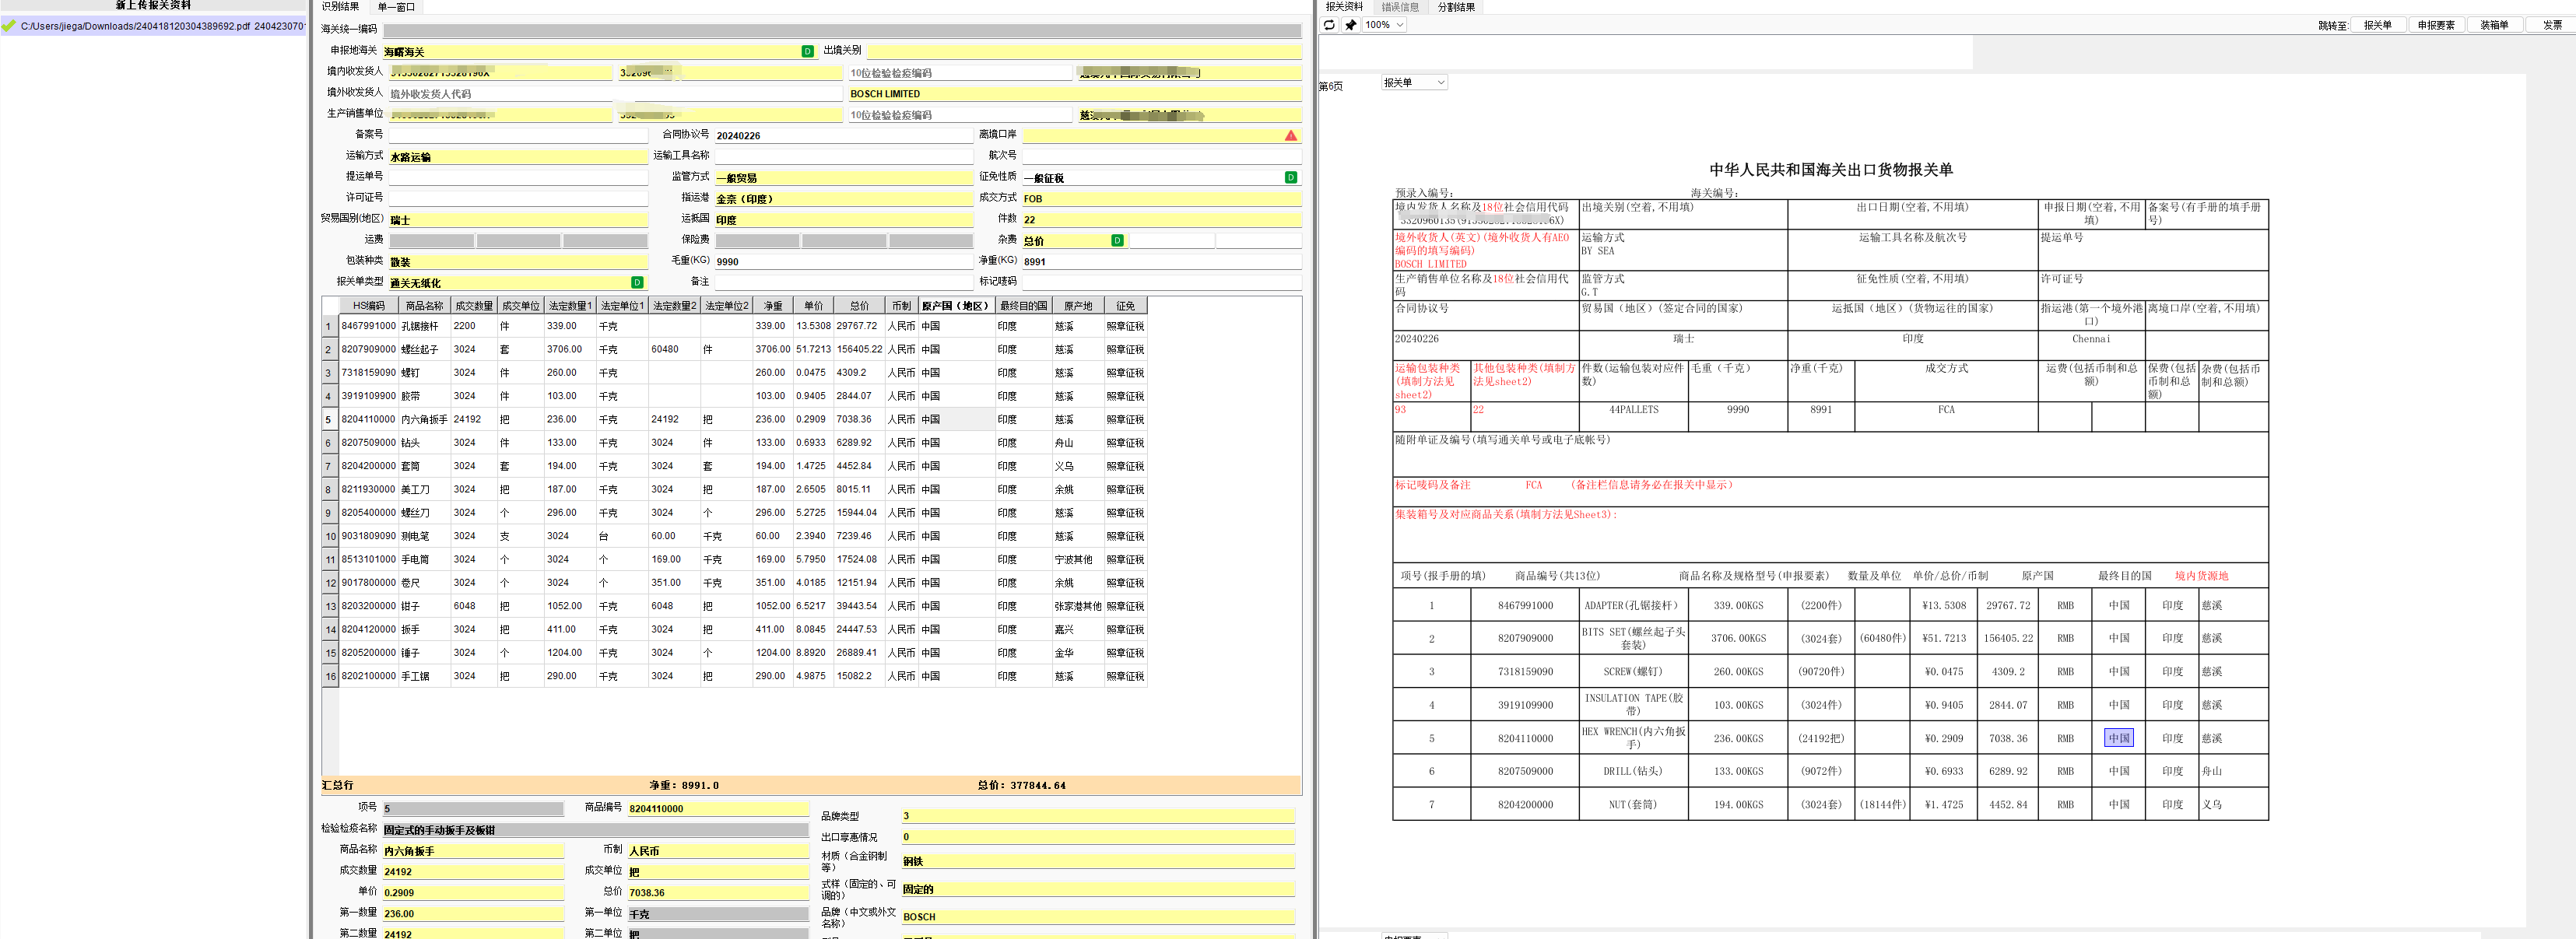 新上传报关资料
C:/Users/jiega/Downloads/240418120304389692.pdf 2404230701
识别结果 单一窗口
海关统一编码
申报地海关 海曙海关 D 出境关别
境内收发货人 10位检验检疫编码
境外收发货人 境外收发货人代码 BOSCH LIMITED
生产销售单位 10位检验检疫编码
备案号 合同协议号 20240226 离境口岸
运输方式 水路运输 运输工具名称 航次号
提运单号 监管方式 一般贸易 征免性质 一般征税 D
许可证号 指运港 金奈（印度） 成交方式 FOB
贸易国别(地区) 瑞士 运抵国 印度 件数 22
运费 保险费 杂费 总价 D
包装种类 散装 毛重(KG) 9990 净重(KG) 8991
报关单类型 通关无纸化 D 备注 标记唛码
HS编码 商品名称 成交数量 成交单位 法定数量1 法定单位1 法定数量2 法定单位2 净重 单价 总价 币制 原产国（地区） 最终目的国 原产地 征免
1 8467991000 孔锯接杆 2200 件 339.00 千克 339.00 13.5308 29767.72 人民币 中国 印度 慈溪 照章征税
2 8207909000 螺丝起子 3024 套 3706.00 千克 60480 件 3706.00 51.7213 156405.22 人民币 中国 印度 慈溪 照章征税
3 7318159090 螺钉 3024 件 260.00 千克 260.00 0.0475 4309.2 人民币 中国 印度 慈溪 照章征税
4 3919109900 胶带 3024 件 103.00 千克 103.00 0.9405 2844.07 人民币 中国 印度 慈溪 照章征税
5 8204110000 内六角扳手 24192 把 236.00 千克 24192 把 236.00 0.2909 7038.36 人民币 中国 印度 慈溪 照章征税
6 8207509000 钻头 3024 件 133.00 千克 3024 件 133.00 0.6933 6289.92 人民币 中国 印度 舟山 照章征税
7 8204200000 套筒 3024 套 194.00 千克 3024 套 194.00 1.4725 4452.84 人民币 中国 印度 义乌 照章征税
8 8211930000 美工刀 3024 把 187.00 千克 3024 把 187.00 2.6505 8015.11 人民币 中国 印度 余姚 照章征税
9 8205400000 螺丝刀 3024 个 296.00 千克 3024 个 296.00 5.2725 15944.04 人民币 中国 印度 慈溪 照章征税
10 9031809090 测电笔 3024 支 3024 台 60.00 千克 60.00 2.3940 7239.46 人民币 中国 印度 慈溪 照章征税
11 8513101000 手电筒 3024 个 3024 个 169.00 千克 169.00 5.7950 17524.08 人民币 中国 印度 宁波其他 照章征税
12 9017800000 卷尺 3024 个 3024 个 351.00 千克 351.00 4.0185 12151.94 人民币 中国 印度 余姚 照章征税
13 8203200000 钳子 6048 把 1052.00 千克 6048 把 1052.00 6.5217 39443.54 人民币 中国 印度 张家港其他 照章征税
14 8204120000 扳手 3024 把 411.00 千克 3024 把 411.00 8.0845 24447.53 人民币 中国 印度 嘉兴 照章征税
15 8205200000 锤子 3024 个 1204.00 千克 3024 个 1204.00 8.8920 26889.41 人民币 中国 印度 金华 照章征税
16 8202100000 手工锯 3024 把 290.00 千克 3024 把 290.00 4.9875 15082.2 人民币 中国 印度 慈溪 照章征税
汇总行 净重：8991.0 总价：377844.64
项号 5 商品编号 8204110000
检验检疫名称 固定式的手动扳手及板钳
商品名称 内六角扳手 币制 人民币
成交数量 24192 成交单位 把
单价 0.2909 总价 7038.36
第一数量 236.00 第一单位 千克
第二数量 24192 第二单位 把
品牌类型 3
出口享惠情况 0
材质（合金钢制等） 钢铁
式样（固定的、可调的） 固定的
品牌（中文或外文名称） BOSCH
报关资料 错误信息 分割结果
100% 跳转至: 报关单 申报要素 装箱单 发票
第6页 报关单
中华人民共和国海关出口货物报关单
预录入编号: 海关编号:
境内发货人名称及18位社会信用代码 出境关别(空着,不用填) 出口日期(空着,不用填) 申报日期(空着,不用填) 备案号(有手册的填手册号)
境外收货人(英文)(境外收货人有AEO编码的填写编码) 运输方式 运输工具名称及航次号 提运单号
BOSCH LIMITED BY SEA
生产销售单位名称及18位社会信用代码 监管方式 征免性质(空着,不用填) 许可证号
G.T
合同协议号 贸易国（地区）(签定合同的国家) 运抵国（地区）(货物运往的国家) 指运港(第一个境外港口) 离境口岸(空着,不用填)
20240226 瑞士 印度 Chennai
运输包装种类(填制方法见sheet2) 其他包装种类(填制方法见sheet2) 件数(运输包装对应件数) 毛重（千克） 净重(千克) 成交方式 运费(包括币制和总额) 保费(包括币制和总额) 杂费(包括币制和总额)
93 22 44PALLETS 9990 8991 FCA
随附单证及编号(填写通关单号或电子底帐号)
标记唛码及备注 FCA (备注栏信息请务必在报关中显示)
集装箱号及对应商品关系(填制方法见Sheet3):
项号(报手册的填) 商品编号(共13位) 商品名称及规格型号(申报要素) 数量及单位 单价/总价/币制 原产国 最终目的国 境内货源地
1 8467991000 ADAPTER(孔锯接杆) 339.00KGS (2200件) ¥13.5308 29767.72 RMB 中国 印度 慈溪
2 8207909000 BITS SET(螺丝起子头套装) 3706.00KGS (3024套) (60480件) ¥51.7213 156405.22 RMB 中国 印度 慈溪
3 7318159090 SCREW(螺钉) 260.00KGS (90720件) ¥0.0475 4309.2 RMB 中国 印度 慈溪
4 3919109900 INSULATION TAPE(胶带) 103.00KGS (3024件) ¥0.9405 2844.07 RMB 中国 印度 慈溪
5 8204110000 HEX WRENCH(内六角扳手) 236.00KGS (24192把) ¥0.2909 7038.36 RMB 中国 印度 慈溪
6 8207509000 DRILL(钻头) 133.00KGS (9072件) ¥0.6933 6289.92 RMB 中国 印度 舟山
7 8204200000 NUT(套筒) 194.00KGS (3024套) (18144件) ¥1.4725 4452.84 RMB 中国 印度 义乌